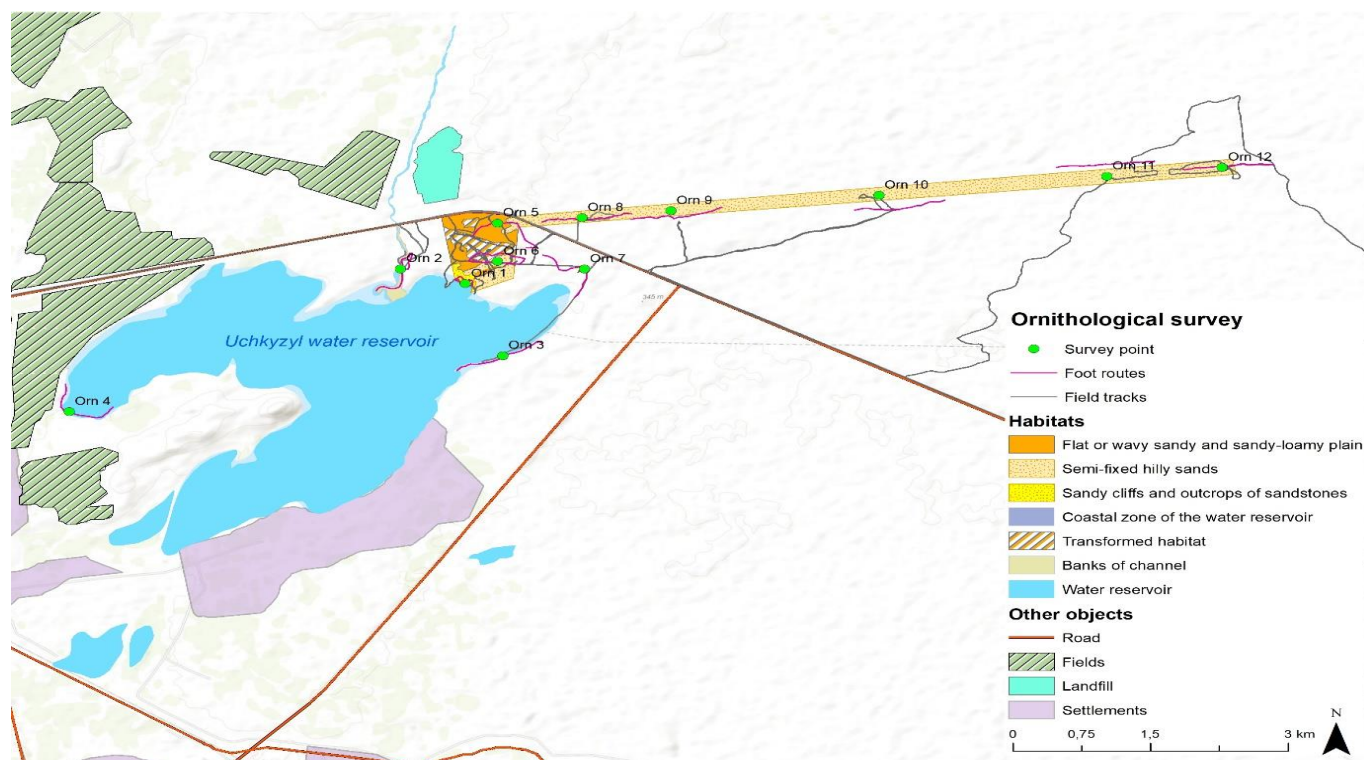 Orn 12
Orn 11
Orn 10
Orn 9
Orn 8
Orn 5
Orn 6
Orn 7
Orn 2
Orn 1
345 m
Uchkyzyl water reservoir
Orn 3
Orn 4
Ornithological survey
Survey point
Foot routes
Field tracks
Habitats
Flat or wavy sandy and sandy-loamy plain
Semi-fixed hilly sands
Sandy cliffs and outcrops of sandstones
Coastal zone of the water reservoir
Transformed habitat
Banks of channel
Water reservoir
Other objects
Road
Fields
Landfill
Settlements
N
0 0,75 1,5 3 km